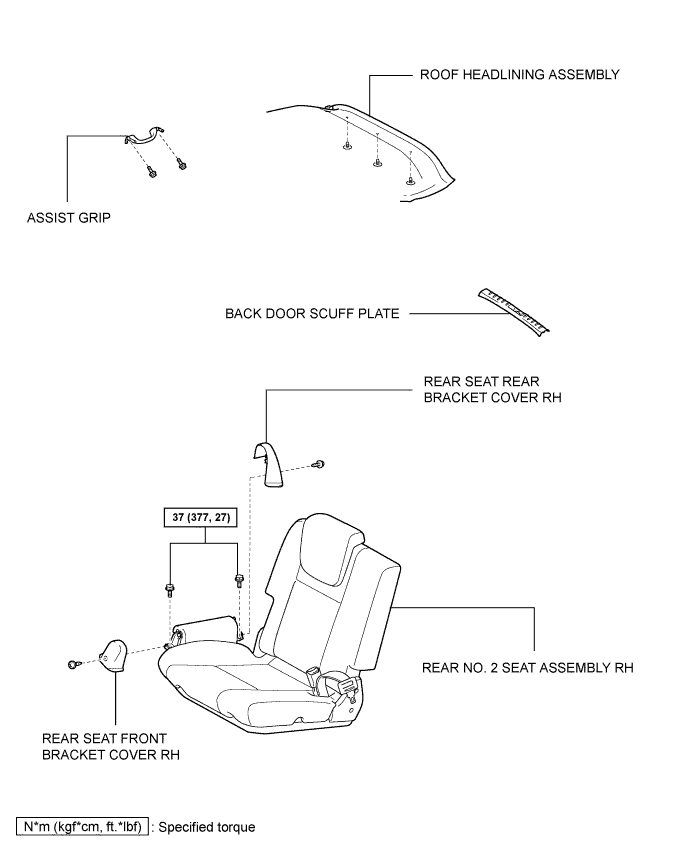 ROOF HEADLINING ASSEMBLY
ASSIST GRIP
BACK DOOR SCUFF PLATE
REAR SEAT REAR
BRACKET COVER RH
37 (377, 27)
REAR NO. 2 SEAT ASSEMBLY RH
REAR SEAT FRONT
BRACKET COVER RH
N*m (kgf*cm, ft.*lbf) : Specified torque